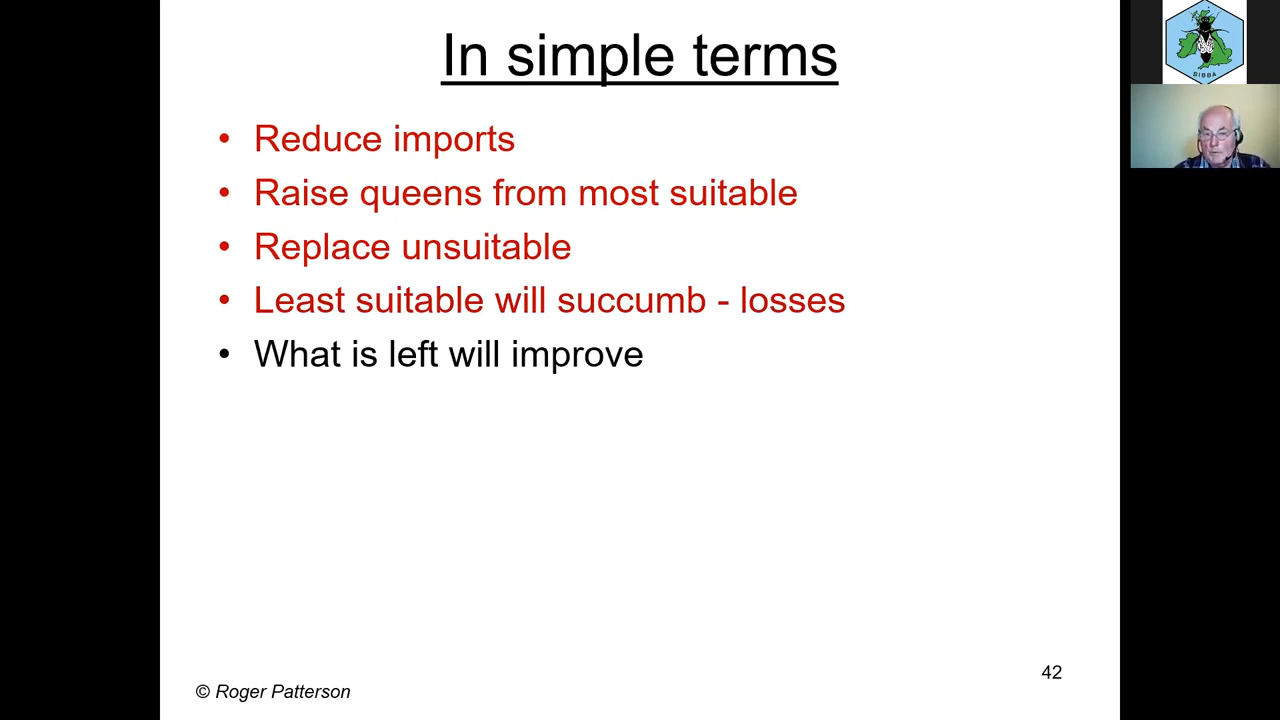 In simple terms
• Reduce imports
• Raise queens from most suitable
• Replace unsuitable
• Least suitable will succumb - losses
• What is left will improve
© Roger Patterson
42
BIBBA